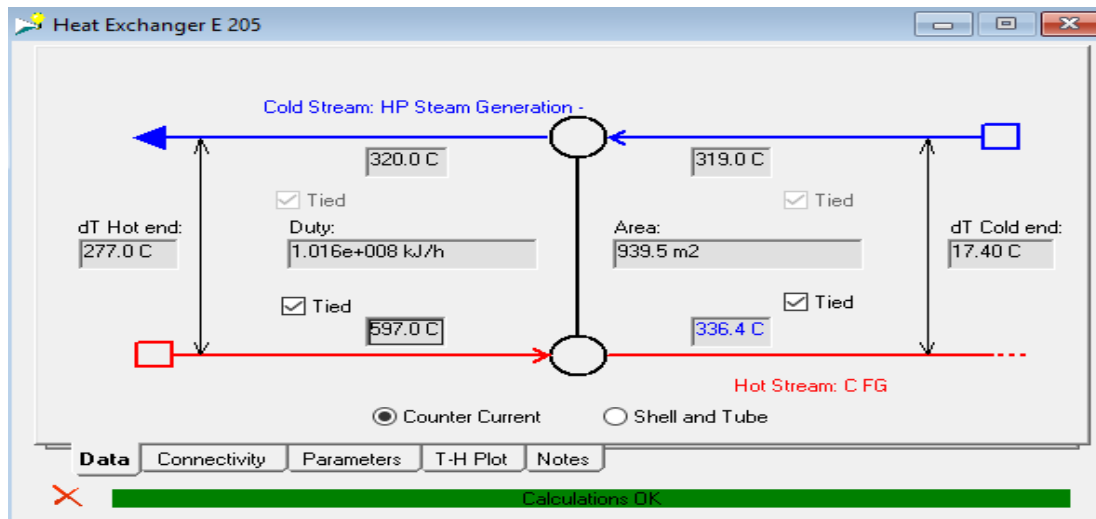 Heat Exchanger E 205
Cold Stream: HP Steam Generation -
320.0 C
319.0 C
Tied
Tied
dT Hot end:
Duty:
Area:
dT Cold end:
277.0 C
1.016e+008 kJ/h
939.5 m2
17.40 C
Tied
Tied
597.0 C
336.4 C
Hot Stream: C FG
Counter Current
Shell and Tube
Data
Connectivity
Parameters
T-H Plot
Notes
Calculations OK